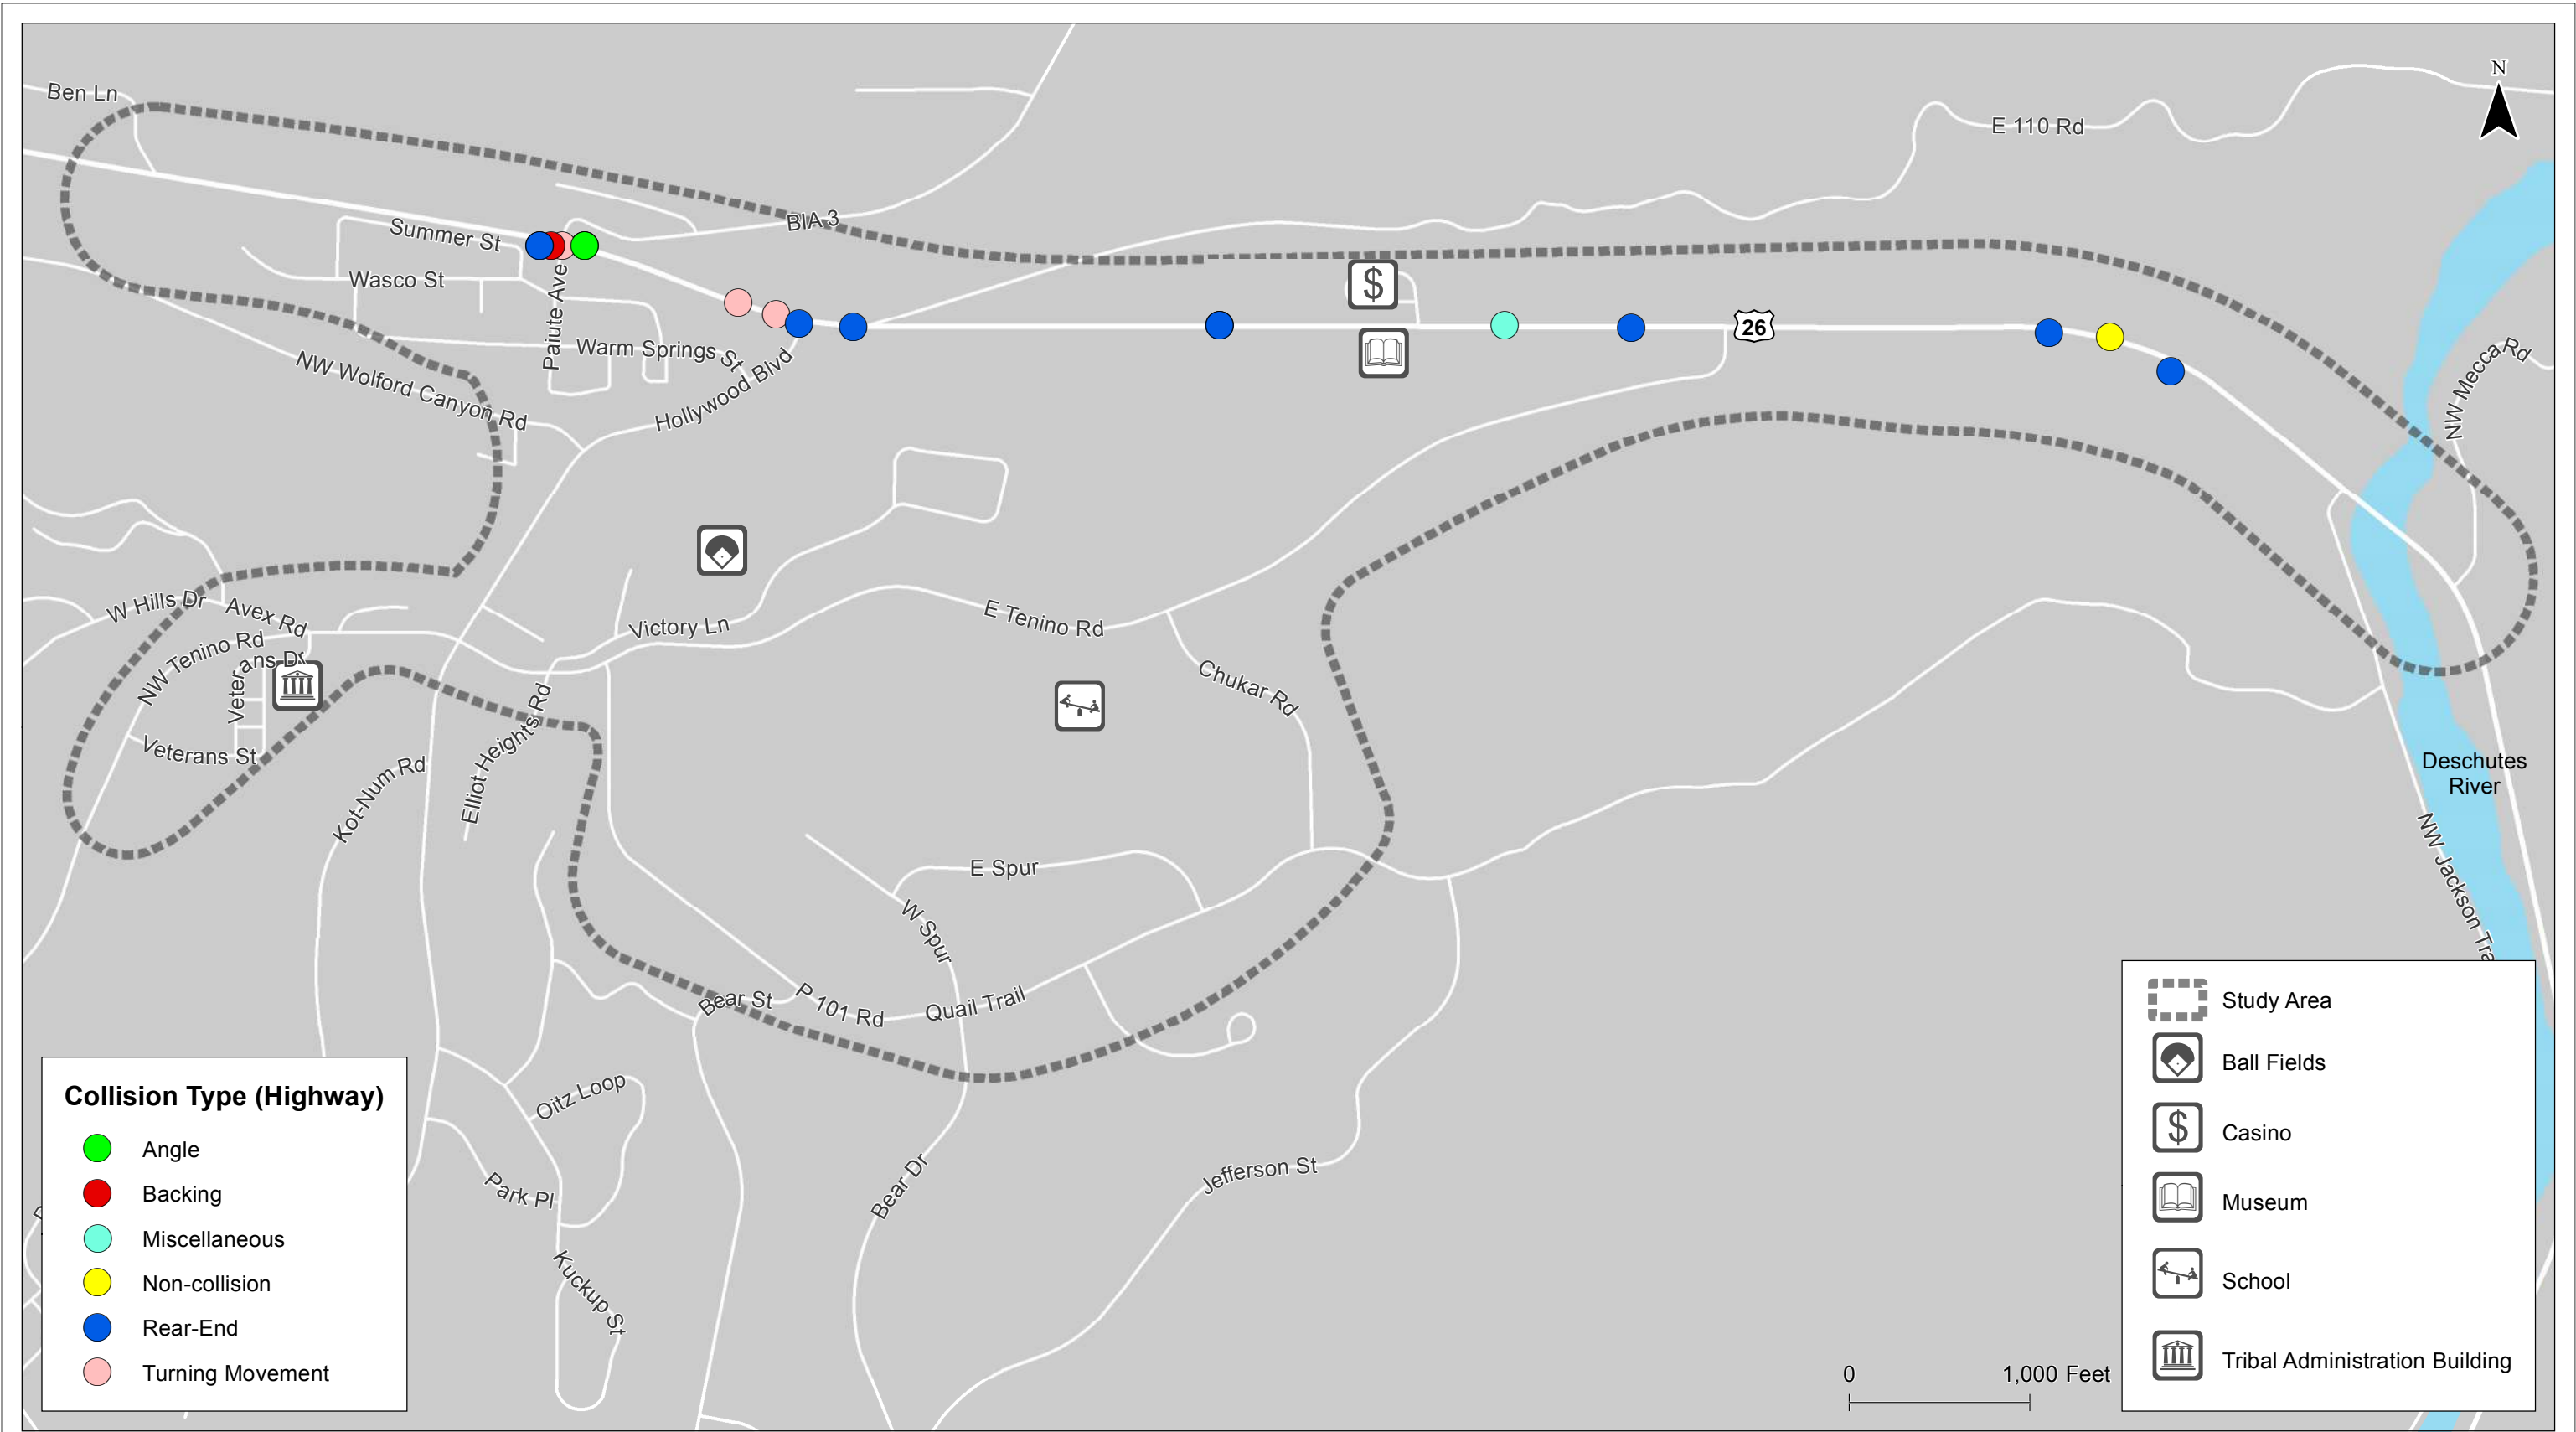 N
Ben Ln
E 110 Rd
BIA 3
Summer St
Wasco St
Paiute Ave
$
26
Warm Springs St
Hollywood Blvd
NW Wolford Canyon Rd
NW Mecca Rd
W Hills Dr
Avex Rd
Victory Ln
E Tenino Rd
NW Tenino Rd
Veterans Dr
Veterans St
Chukar Rd
Elliot Heights Rd
Kot-Num Rd
Deschutes
River
E Spur
W Spur
NW Jackson Tra
Bear St
P 101 Rd
Quail Trail
Oitz Loop
Park Pl
Bear Dr
Jefferson St
Kuckup St
Collision Type (Highway)
Angle
Backing
Miscellaneous
Non-collision
Rear-End
Turning Movement
0
1,000 Feet
Study Area
Ball Fields
$
Casino
Museum
School
Tribal Administration Building